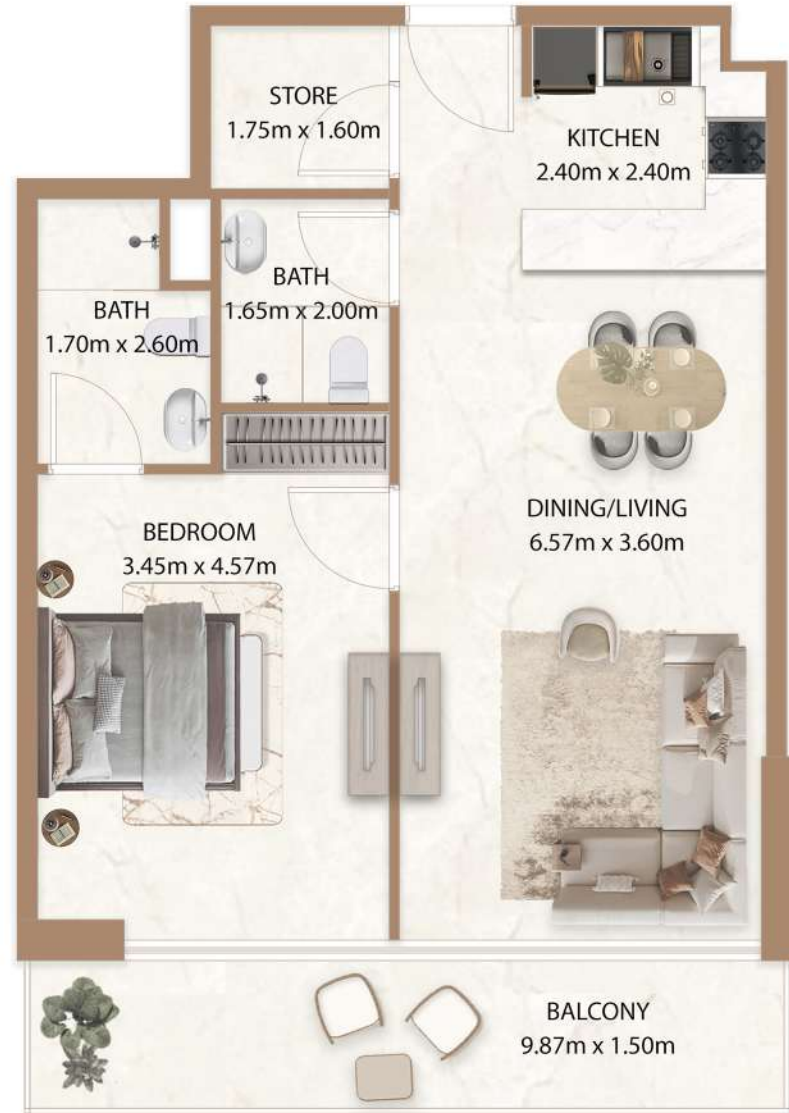 STORE
1.75m x 1.60m
KITCHEN
2.40m x 2.40m
BATH
1.65m x 2.00m
BATH
1.70m x 2.60m
DINING/LIVING
6.57m x 3.60m
BEDROOM
3.45m x 4.57m
BALCONY
9.87m x 1.50m